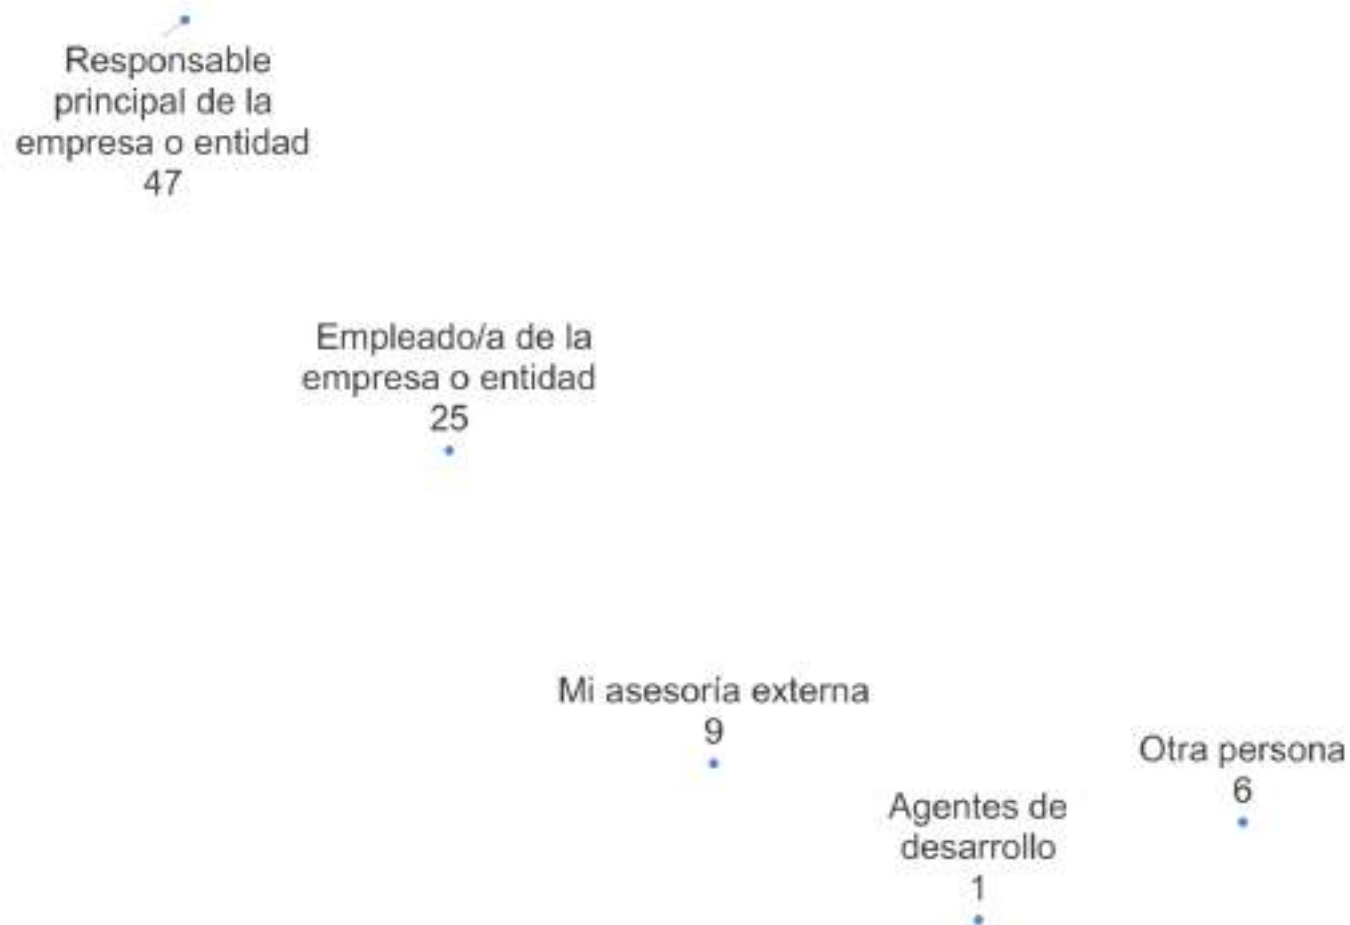 Responsable
principal de la
empresa o entidad
47
Empleado/a de la
empresa o entidad
25
Mi asesoría externa
9
Agentes de
desarrollo
1
Otra persona
6